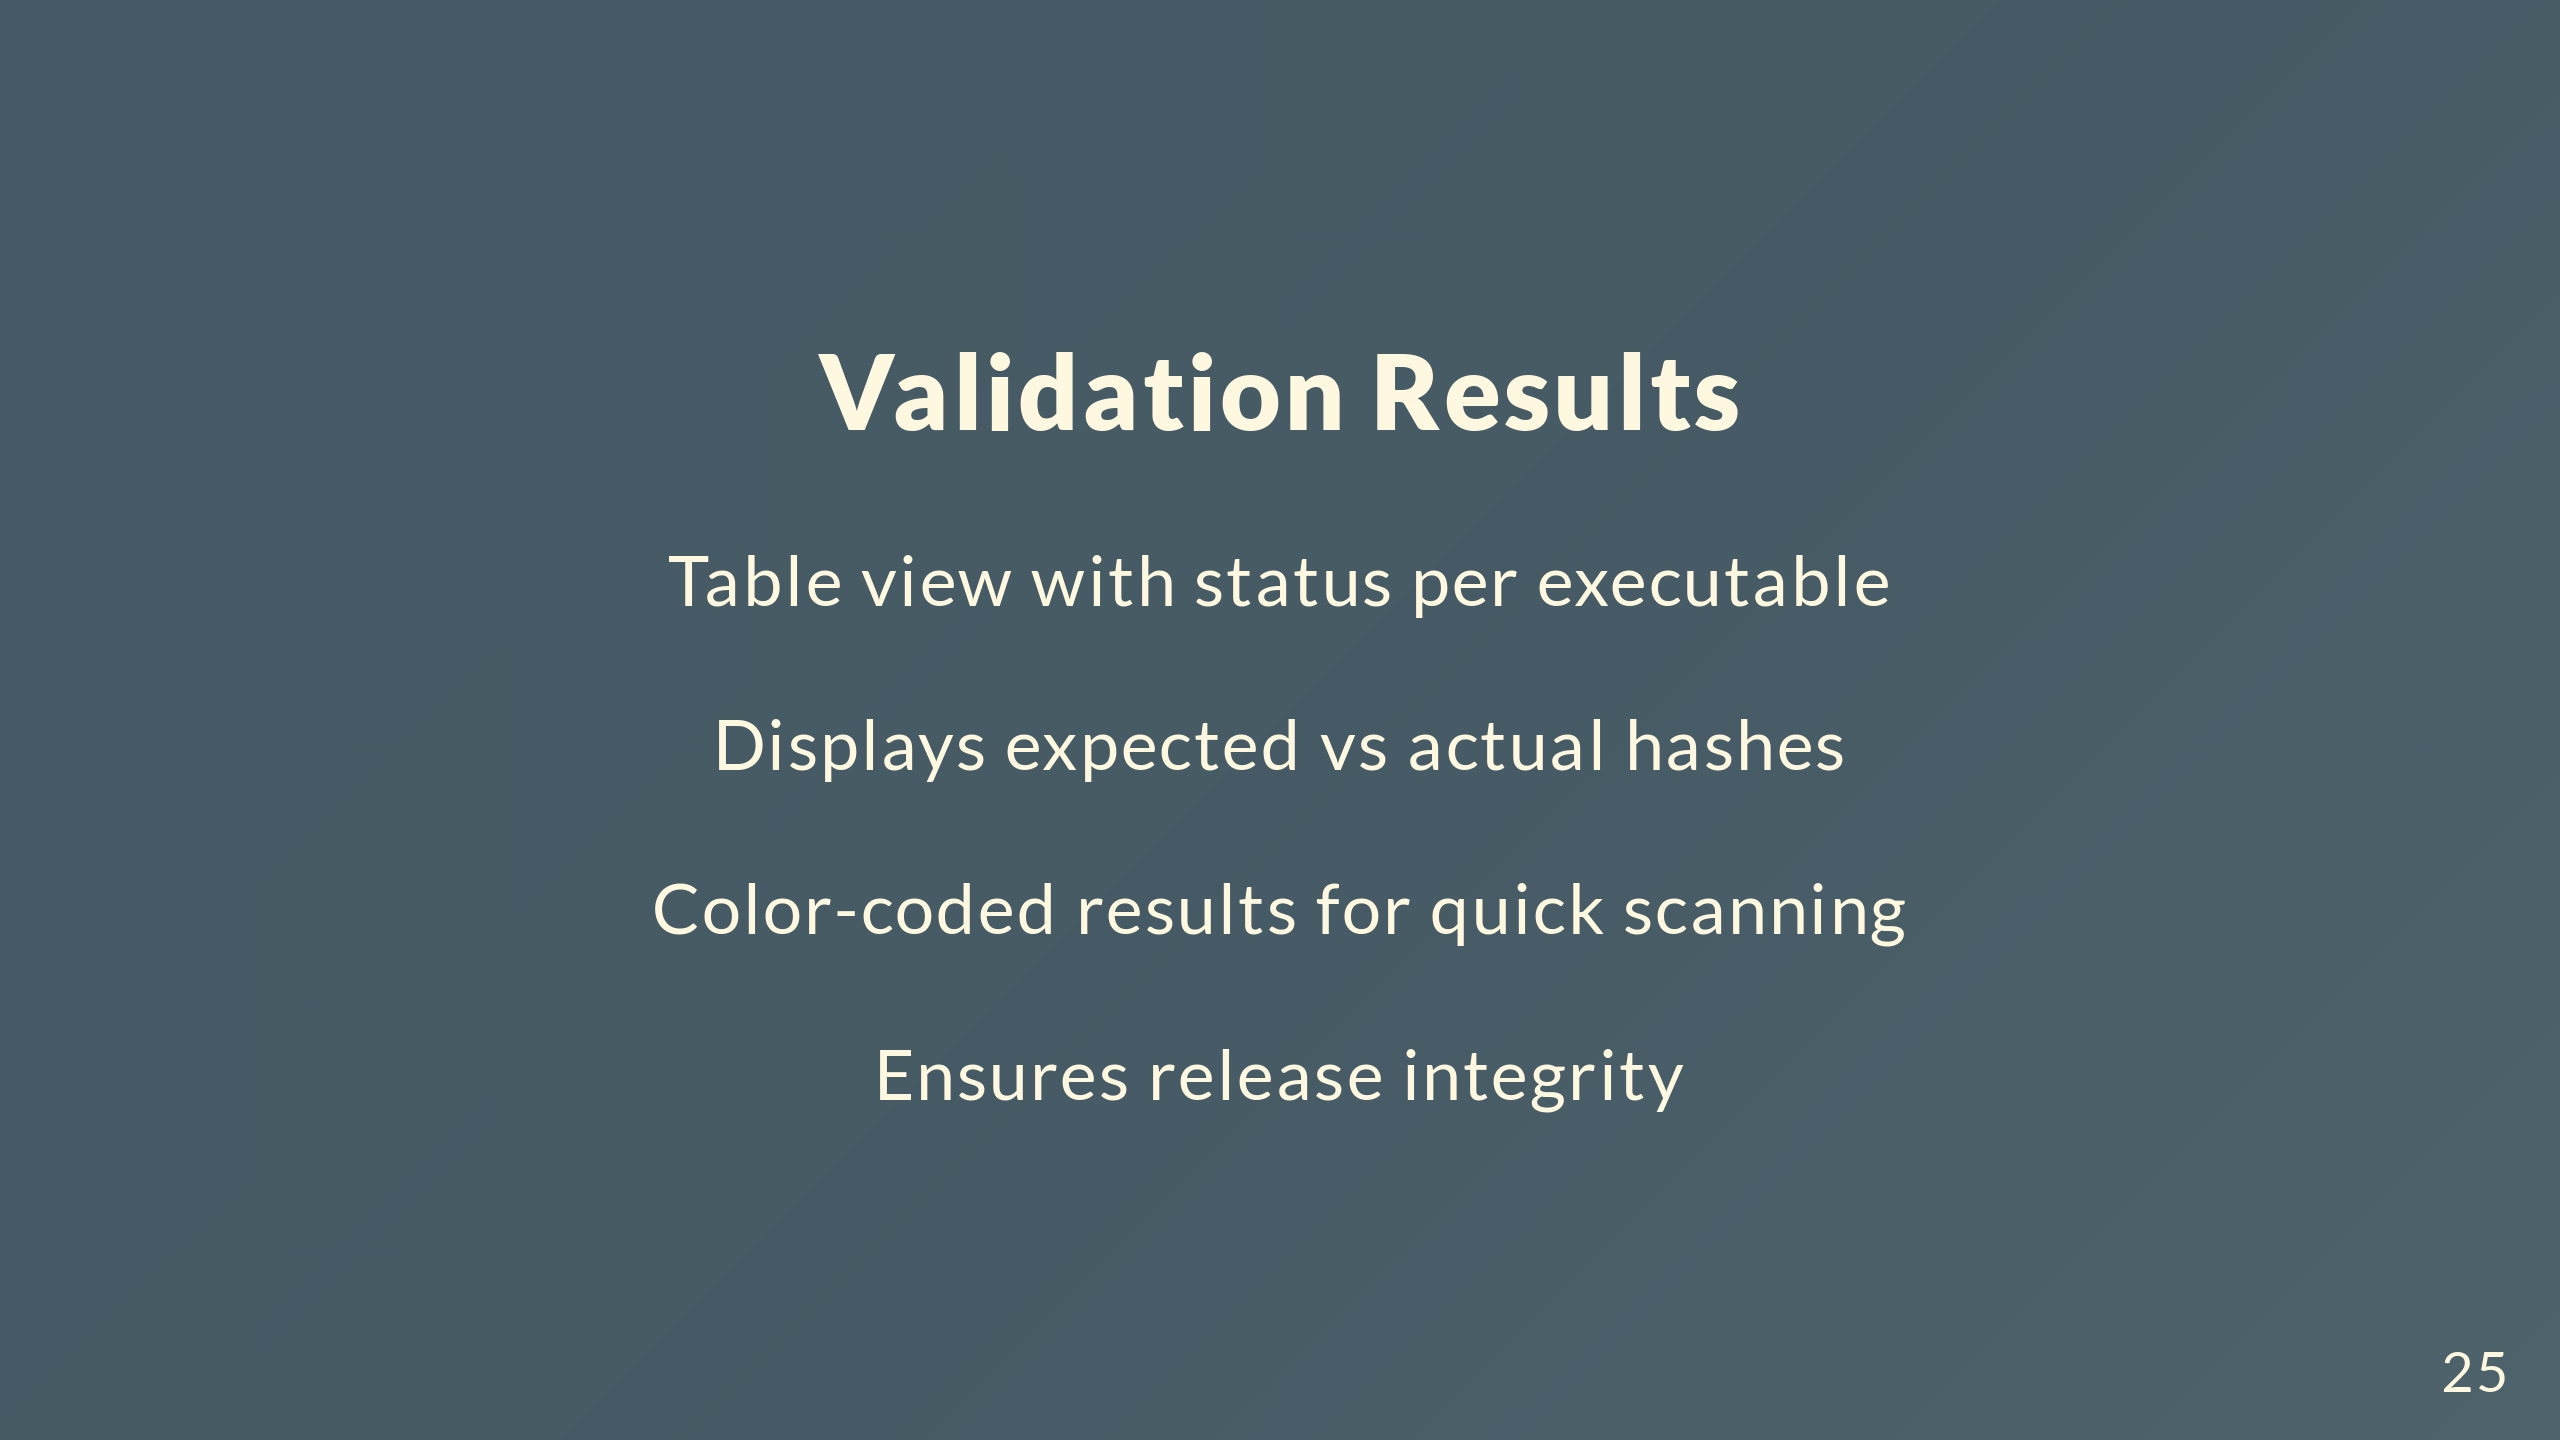 Validation Results
Table view with status per executable
Displays expected vs actual hashes
Color-coded results for quick scanning
Ensures release integrity
25